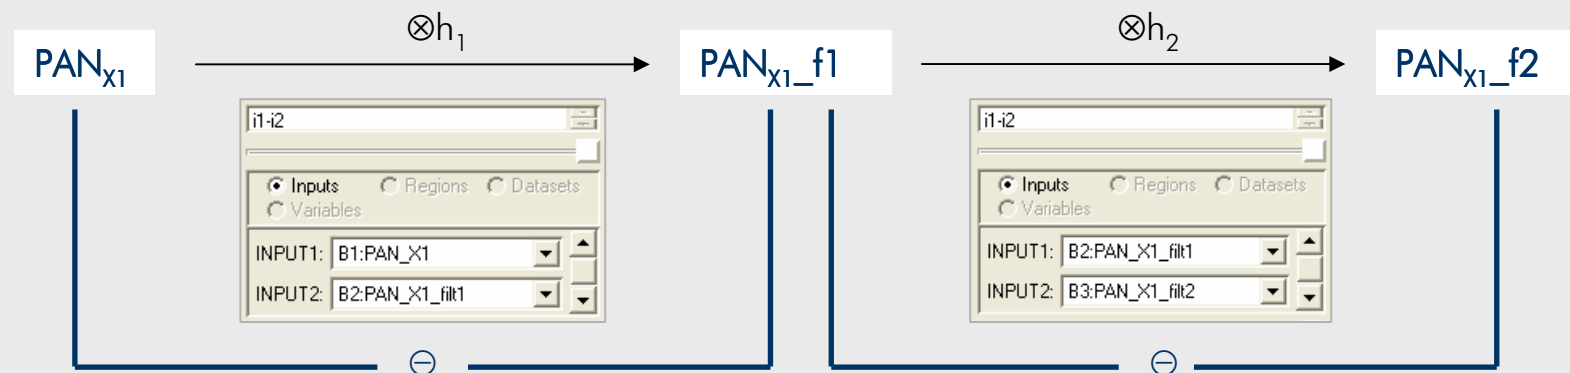 ⊗h₁
⊗h₂
PANₓ₁
PANₓ₁_f1
PANₓ₁_f2
i1-i2
Inputs Regions Datasets
Variables
INPUT1: B1:PAN_X1
INPUT2: B2:PAN_X1_filt1
i1-i2
Inputs Regions Datasets
Variables
INPUT1: B2:PAN_X1_filt1
INPUT2: B3:PAN_X1_filt2
⊖
⊖